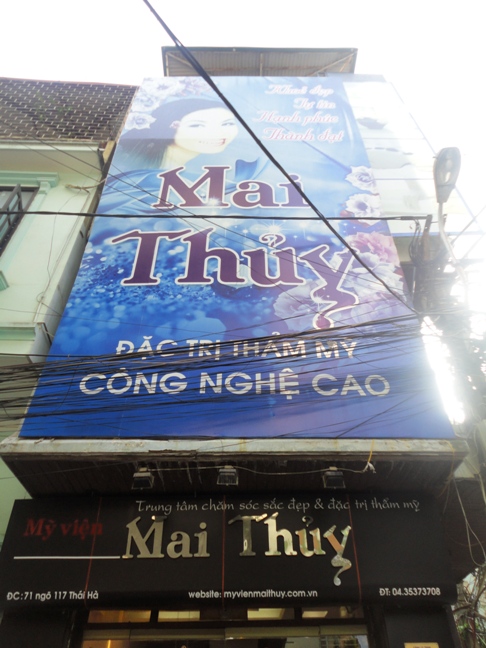 Khoẻ đẹp
Tự tin
Hạnh phúc
Thành đạt
Mai
Thủy
ĐẶC TRỊ THẨM MỸ
CÔNG NGHỆ CAO
Trung tâm chăm sóc sắc đẹp & đặc trị thẩm mỹ
Mỹ viện Mai Thủy
ĐC: 71 ngõ 117 Thái Hà website: myvienmaithuy.com.vn ĐT: 04.35373708